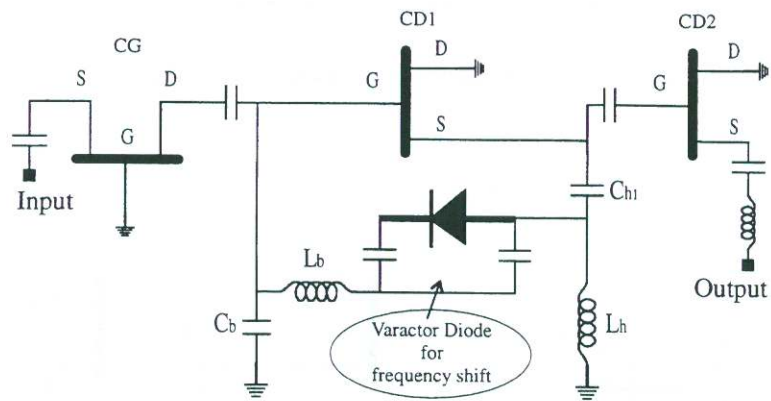 CG
CD1
CD2
S
D
G
G
D
S
G
D
S
Input
Ch1
Lb
Cb
Varactor Diode
for
frequency shift
Lh
Output